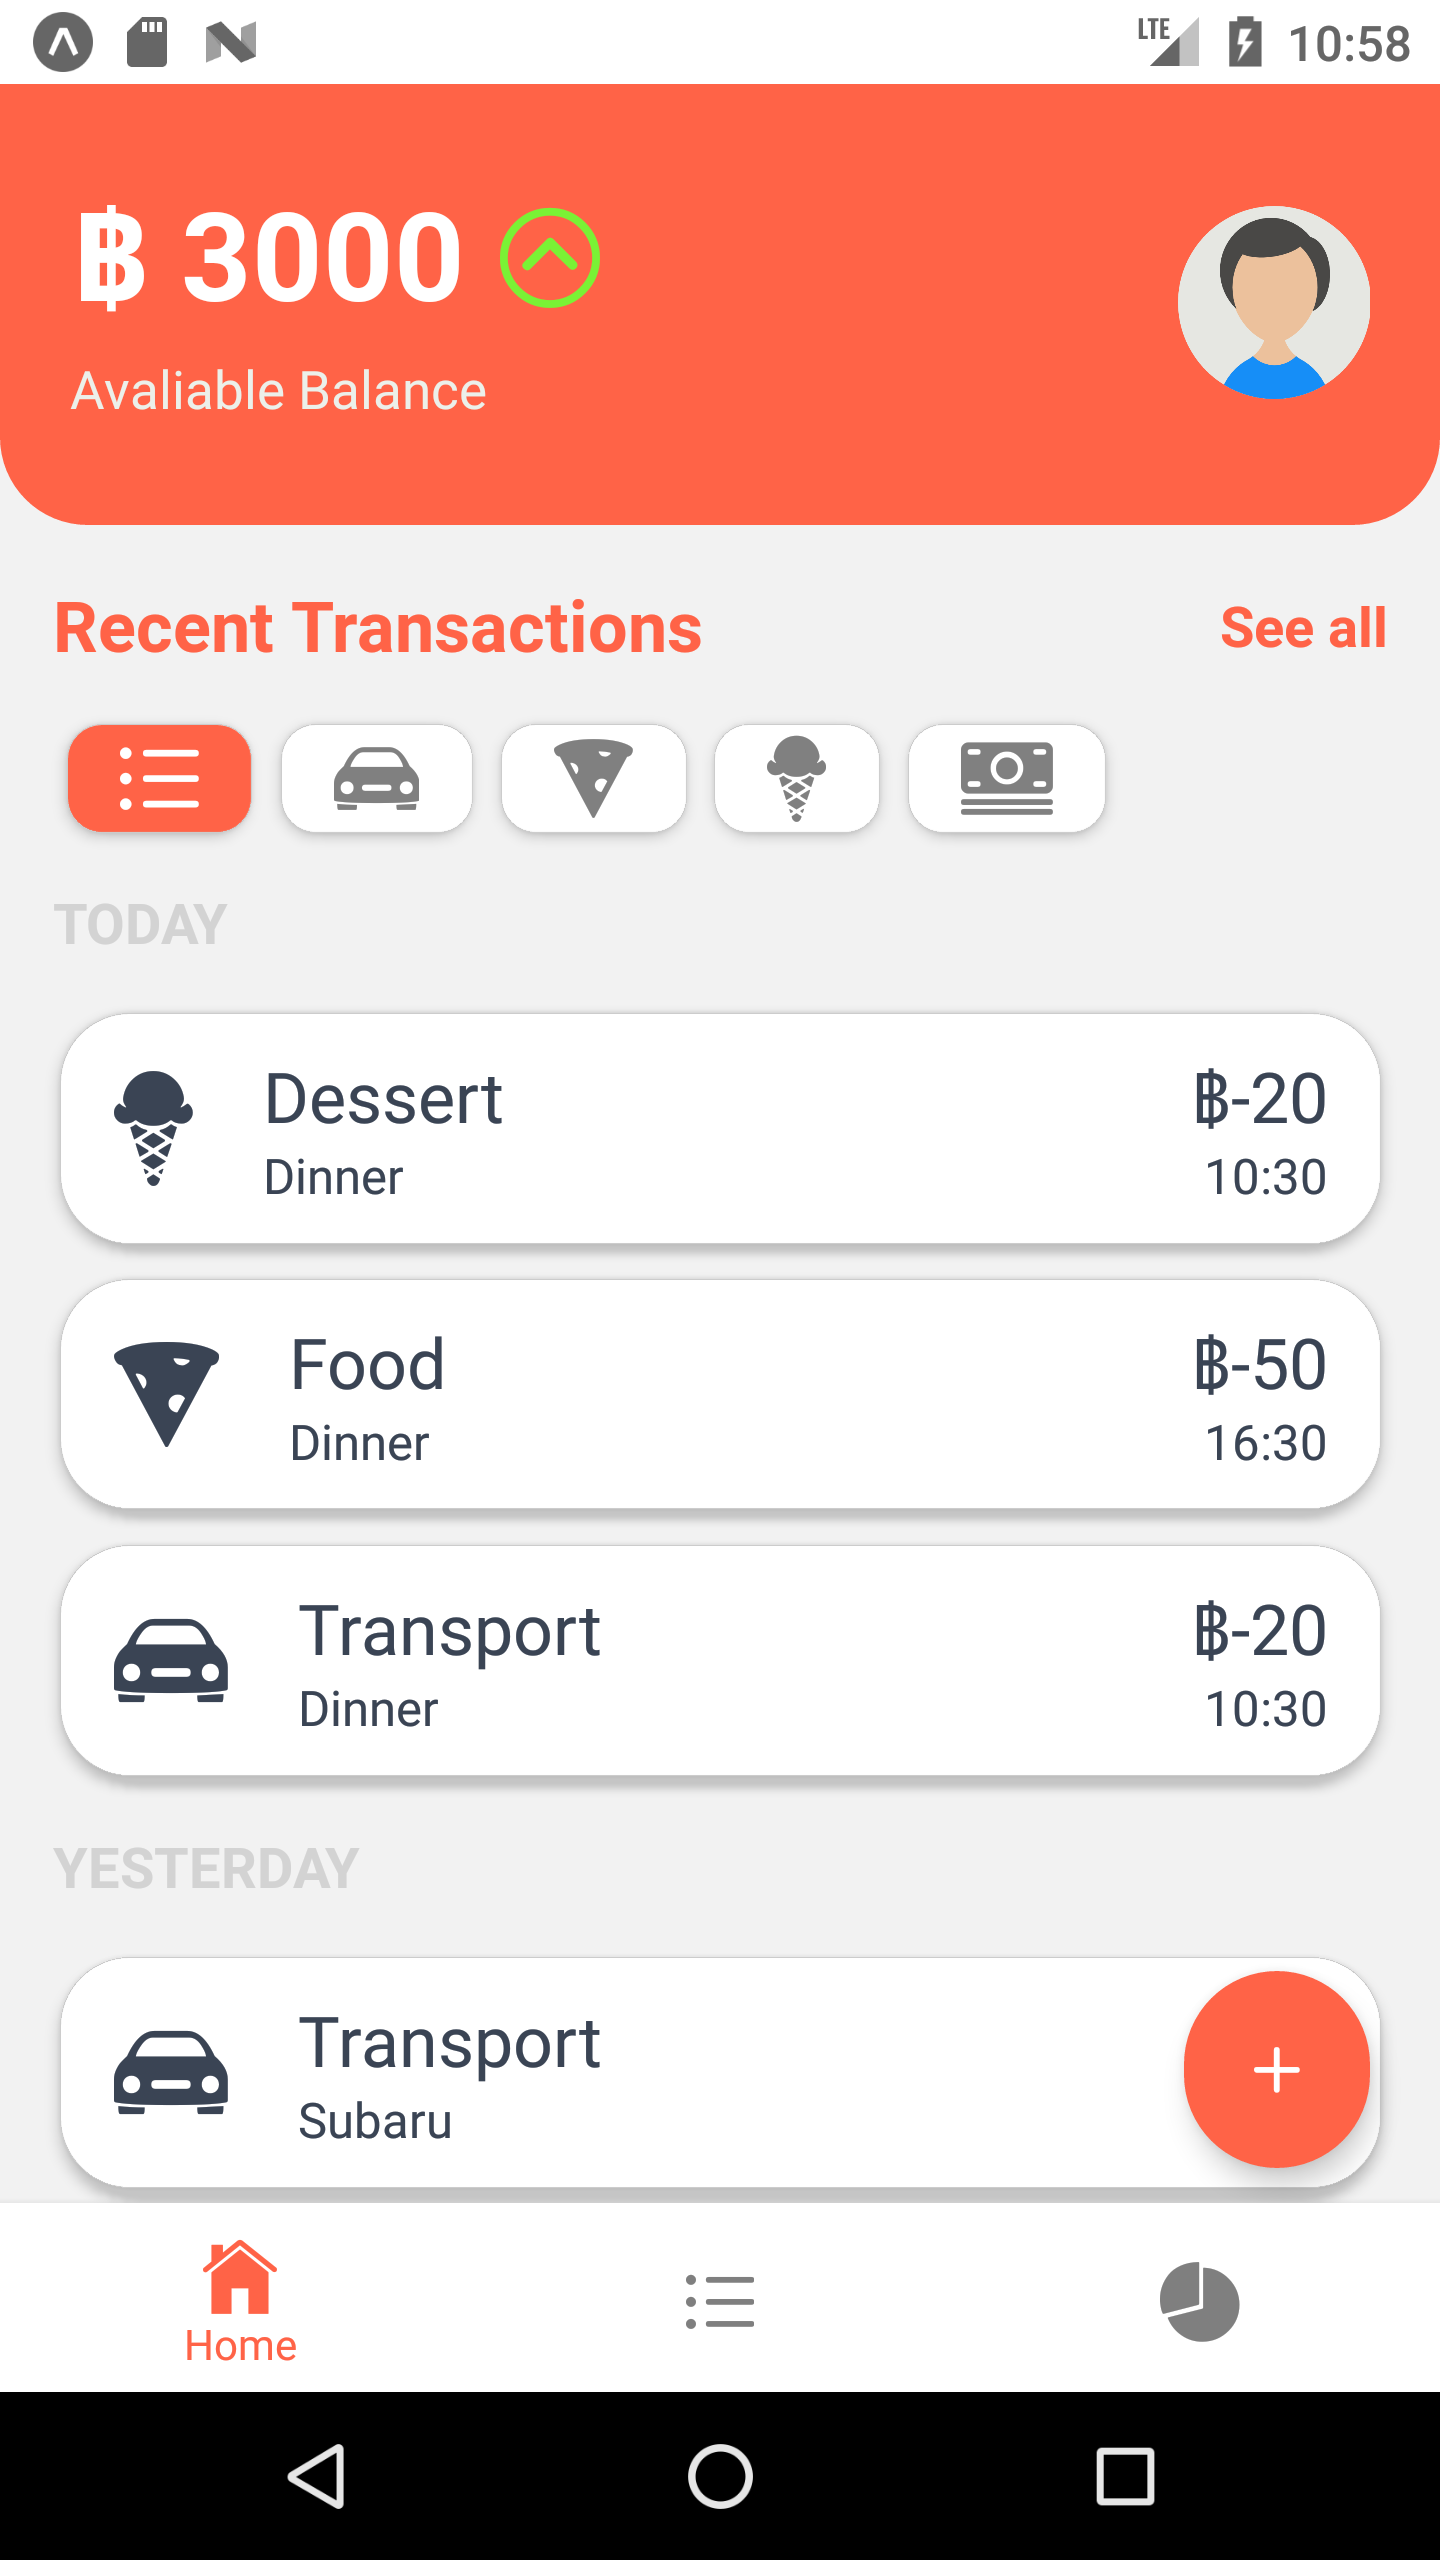 LTE 10:58
฿ 3000
Avaliable Balance
Recent Transactions
See all
TODAY
Dessert
฿-20
Dinner
10:30
Food
฿-50
Dinner
16:30
Transport
฿-20
Dinner
10:30
YESTERDAY
Transport
Subaru
+
Home